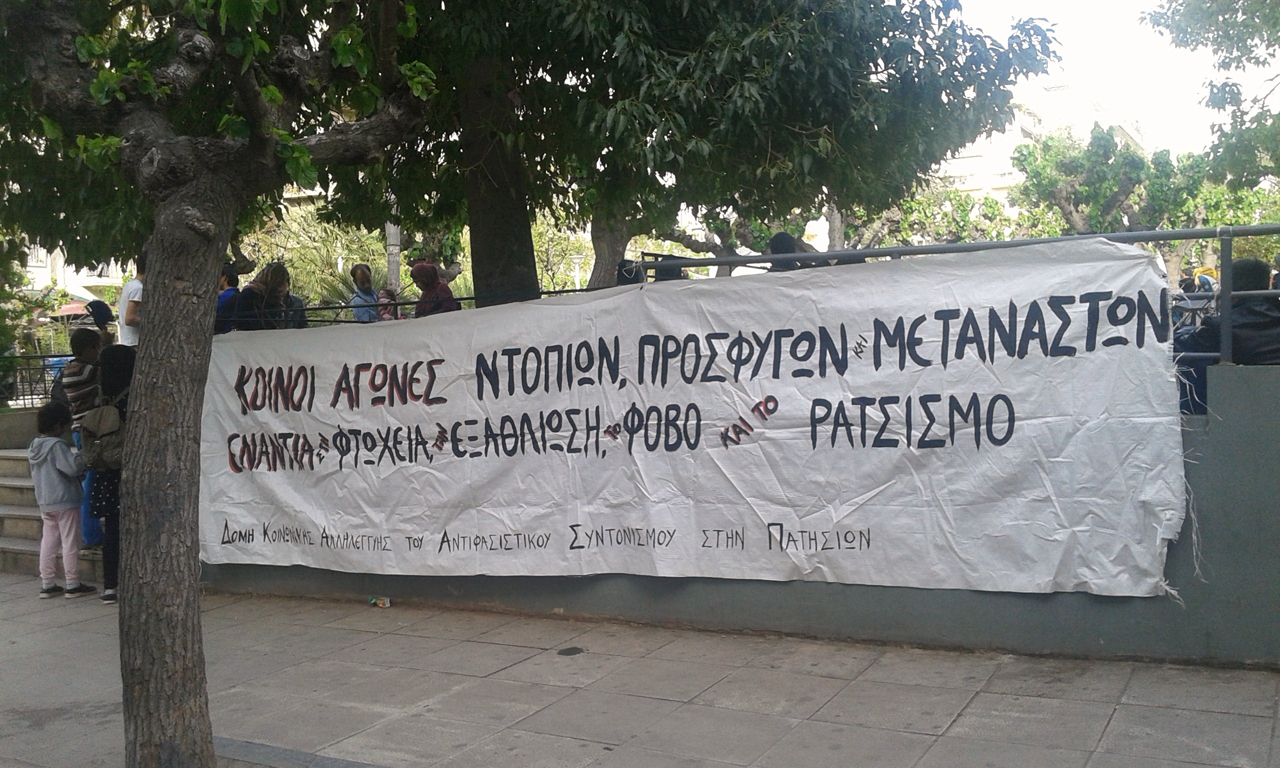 ΚΟΙΝΟΙ ΑΓΩΝΕΣ ΝΤΟΠΙΩΝ, ΠΡΟΣΦΥΓΩΝ ΚΑΙ ΜΕΤΑΝΑΣΤΩΝ
ΕΝΑΝΤΙΑ ΣΤΗ ΦΤΩΧΕΙΑ, ΤΗΝ ΕΞΑΘΛΙΩΣΗ, ΤΟ ΦΟΒΟ ΚΑΙ ΤΟ ΡΑΤΣΙΣΜΟ
ΔΟΜΗ ΚΟΙΝΩΝΙΚΗΣ ΑΛΛΗΛΕΓΓΥΗΣ ΤΟΥ ΑΝΤΙΦΑΣΙΣΤΙΚΟΥ ΣΥΝΤΟΝΙΣΜΟΥ ΣΤΗΝ ΠΑΤΗΣΙΩΝ